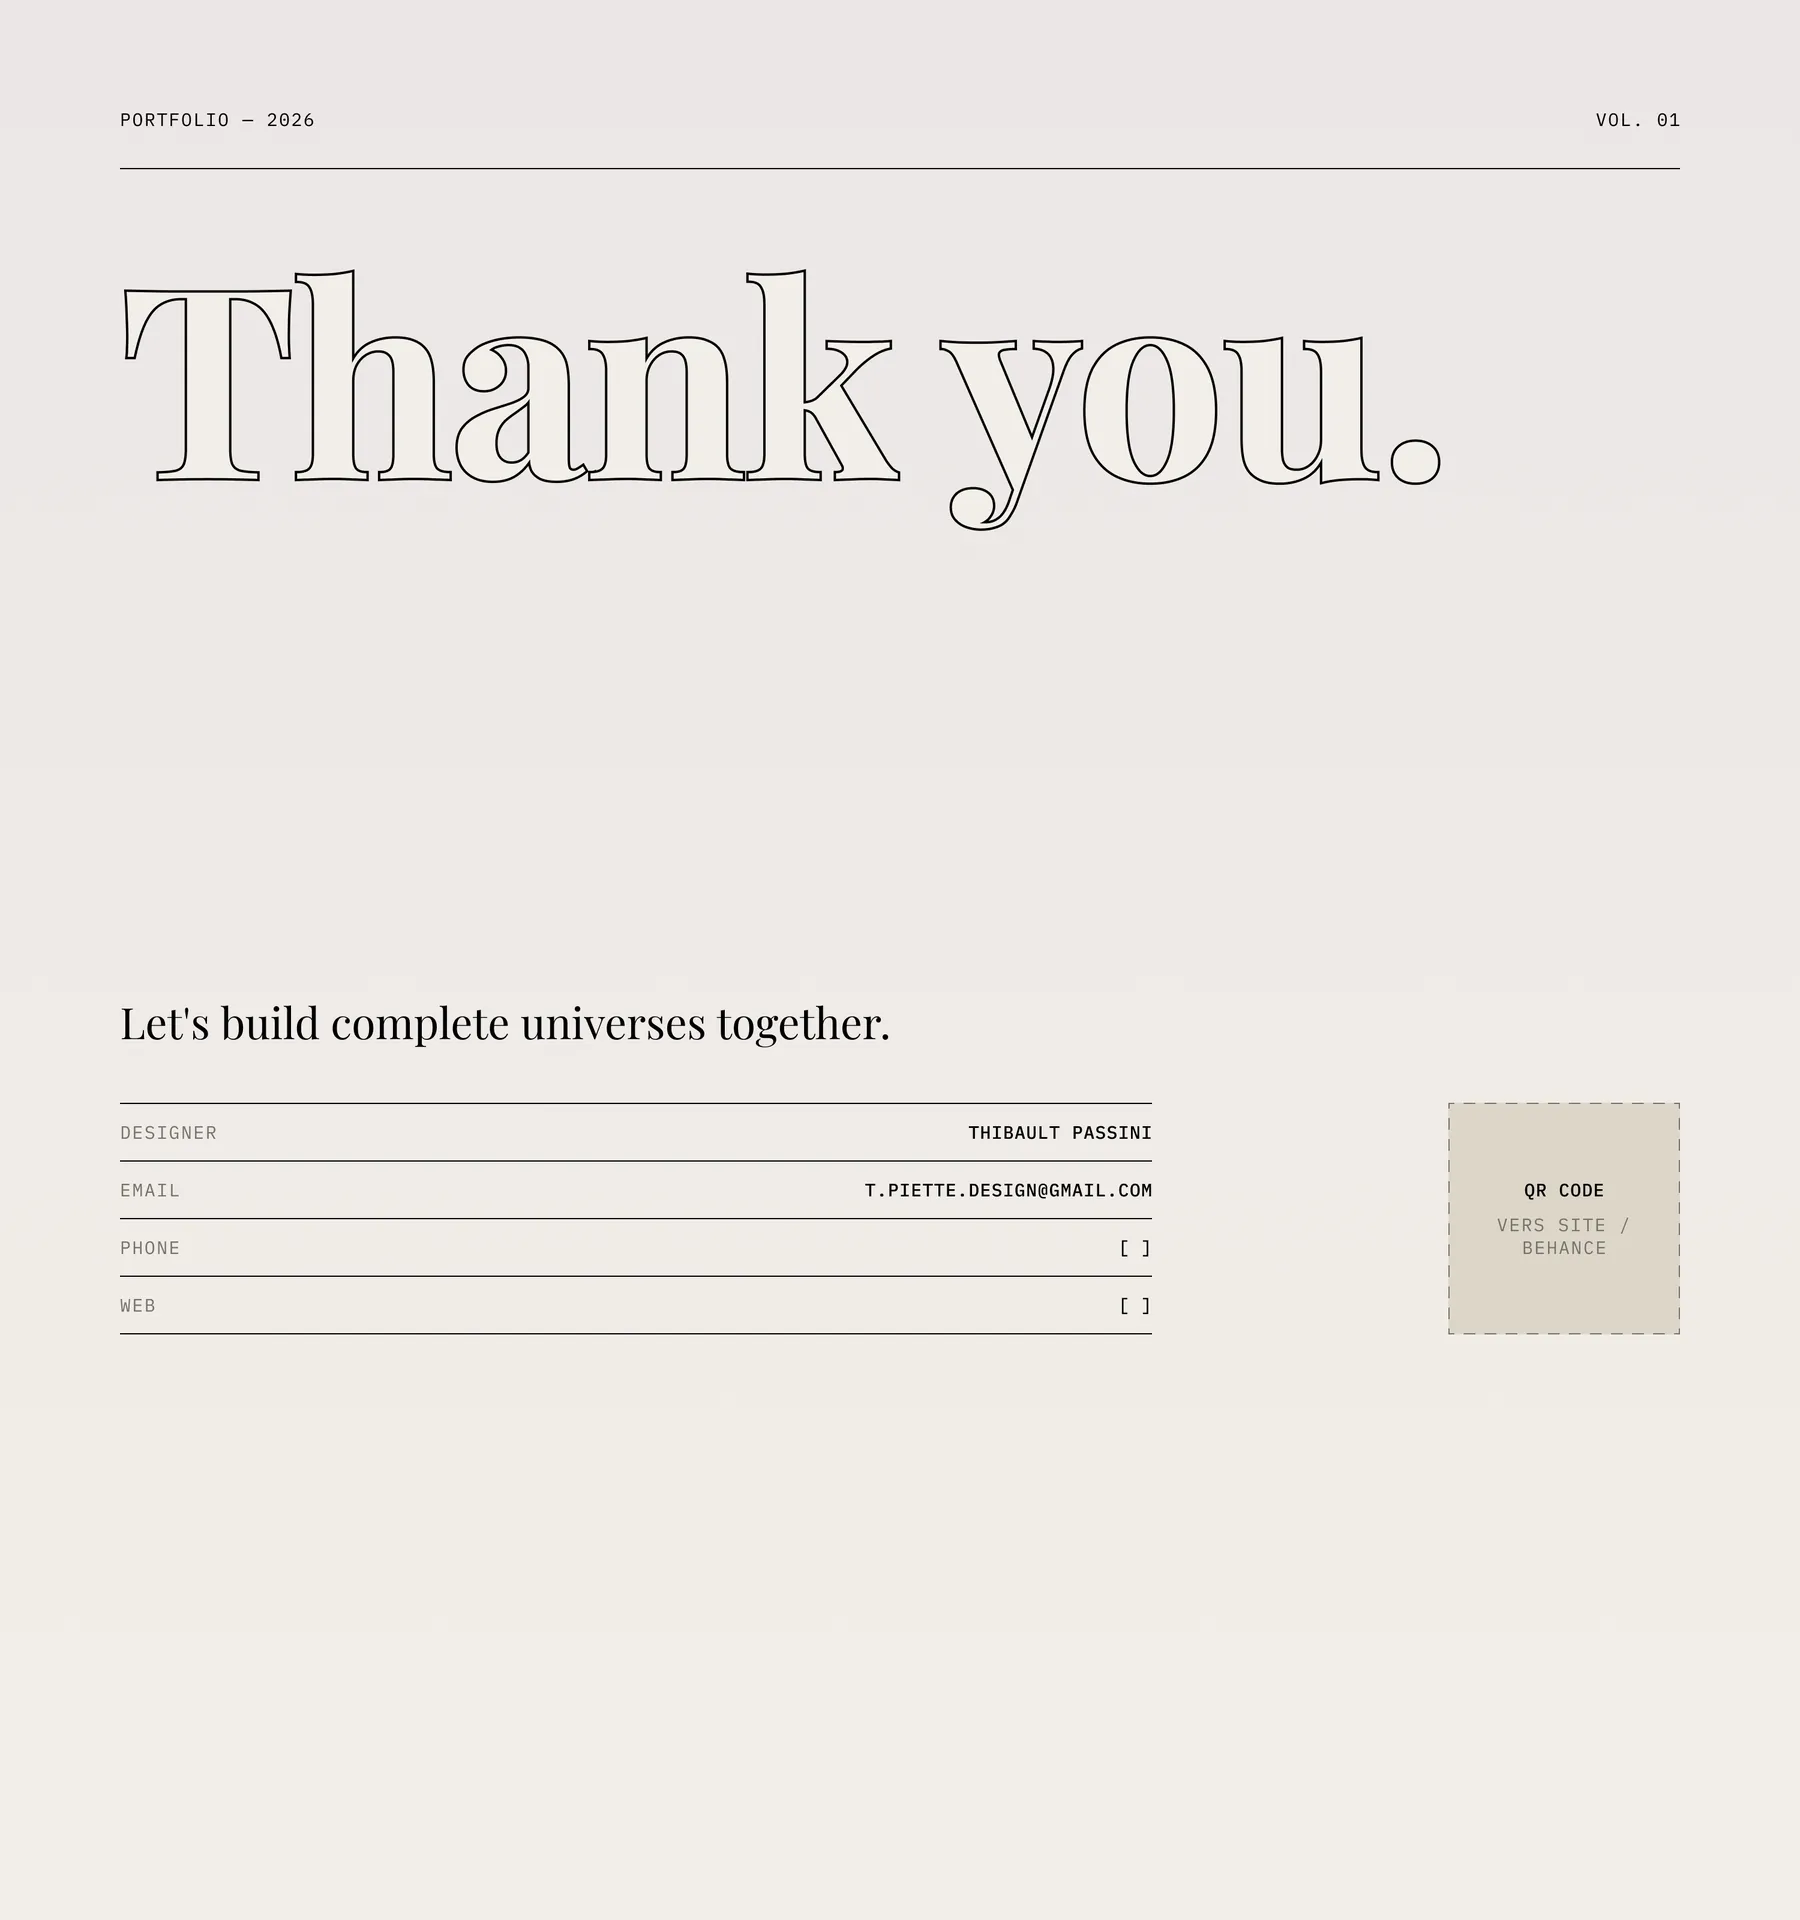 PORTFOLIO — 2026
VOL. 01
Thank you.
Let's build complete universes together.
DESIGNER THIBAULT PASSINI
EMAIL T.PIETTE.DESIGN@GMAIL.COM
PHONE [ ]
WEB [ ]
QR CODE
VERS SITE /
BEHANCE